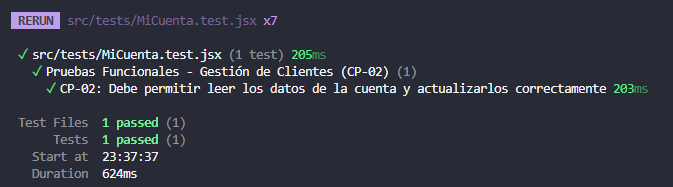 RERUN src/tests/MiCuenta.test.jsx x7
✓ src/tests/MiCuenta.test.jsx (1 test) 205ms
✓ Pruebas Funcionales - Gestión de Clientes (CP-02) (1)
✓ CP-02: Debe permitir leer los datos de la cuenta y actualizarlos correctamente 203ms
Test Files 1 passed (1)
Tests 1 passed (1)
Start at 23:37:37
Duration 624ms